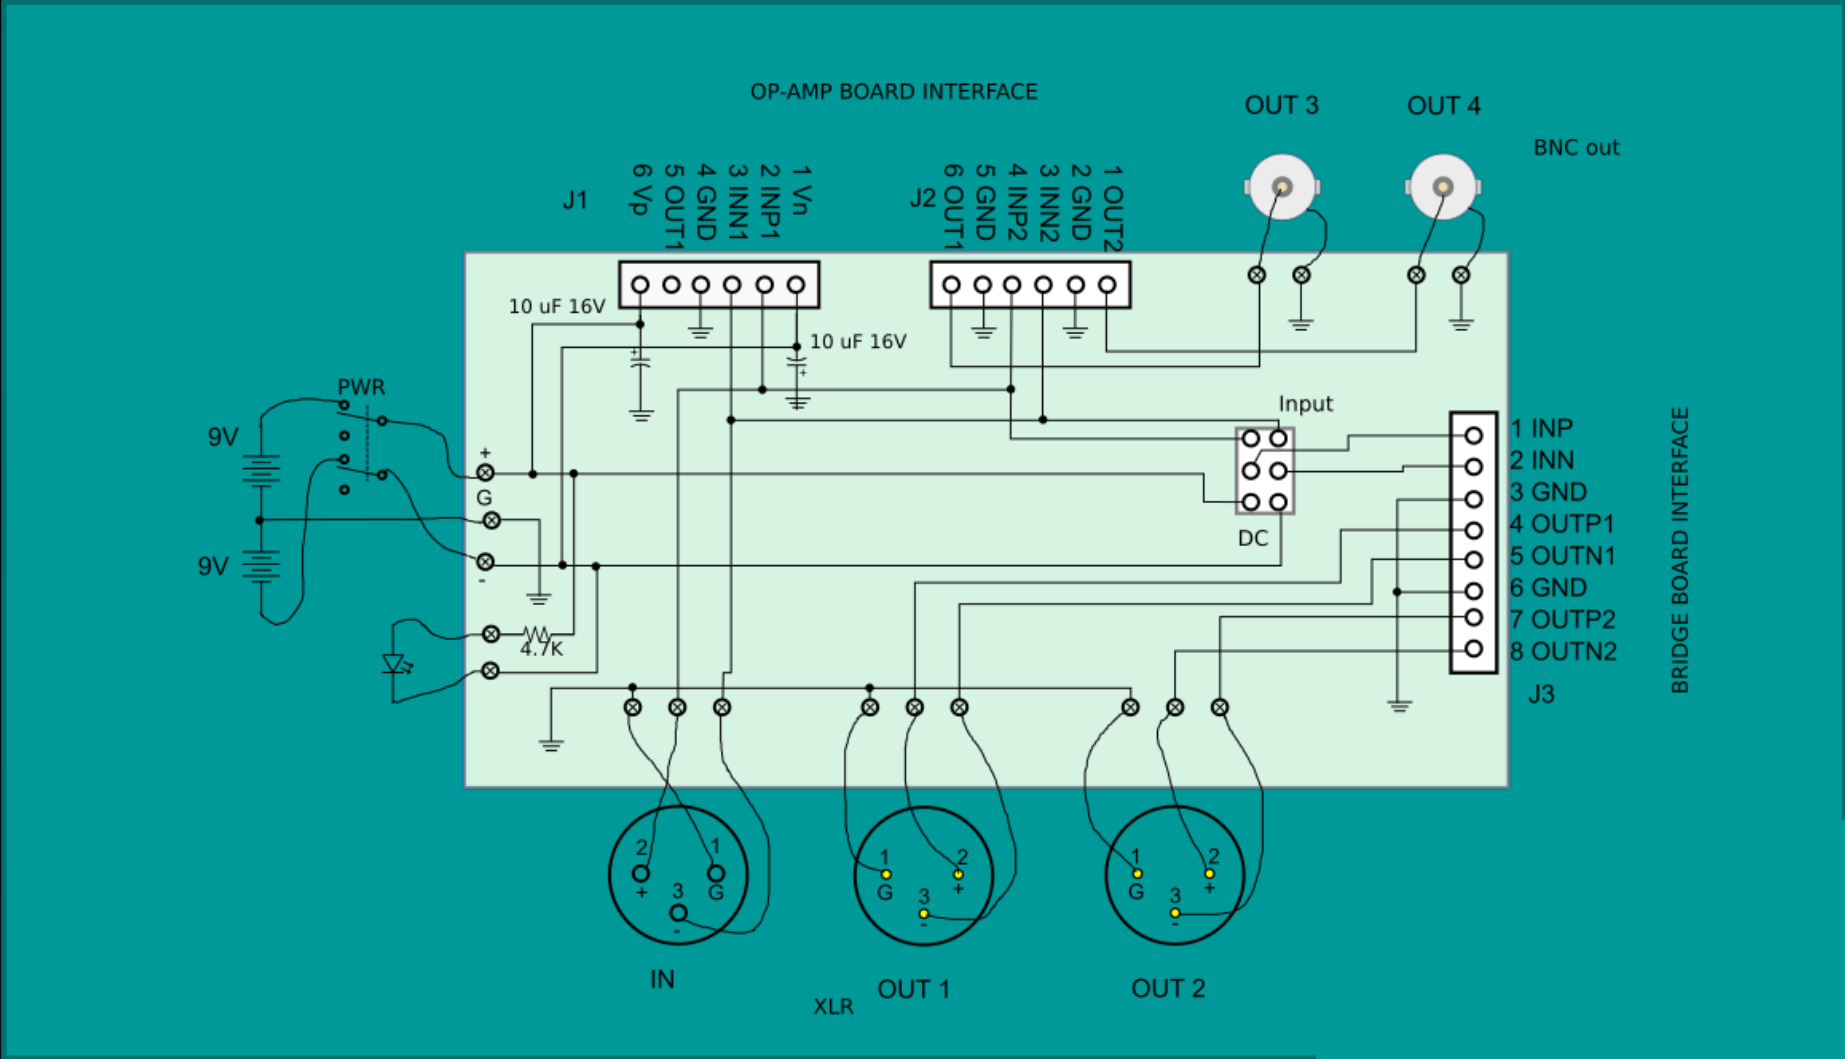 OP-AMP BOARD INTERFACE
OUT 3
OUT 4
BNC out
J1
6 Vp
5 OUT1
4 GND
3 INN1
2 INP1
1 Vn
J2
6 OUT1
5 GND
4 INP2
3 INN2
2 GND
1 OUT2
10 uF 16V
+
10 uF 16V
+
PWR
9V
9V
+
G
-
4.7K
Input
DC
1 INP
2 INN
3 GND
4 OUTP1
5 OUTN1
6 GND
7 OUTP2
8 OUTN2
J3
BRIDGE BOARD INTERFACE
2
+
1
G
3
-
IN
1
G
2
+
3
-
OUT 1
1
G
2
+
3
-
OUT 2
XLR